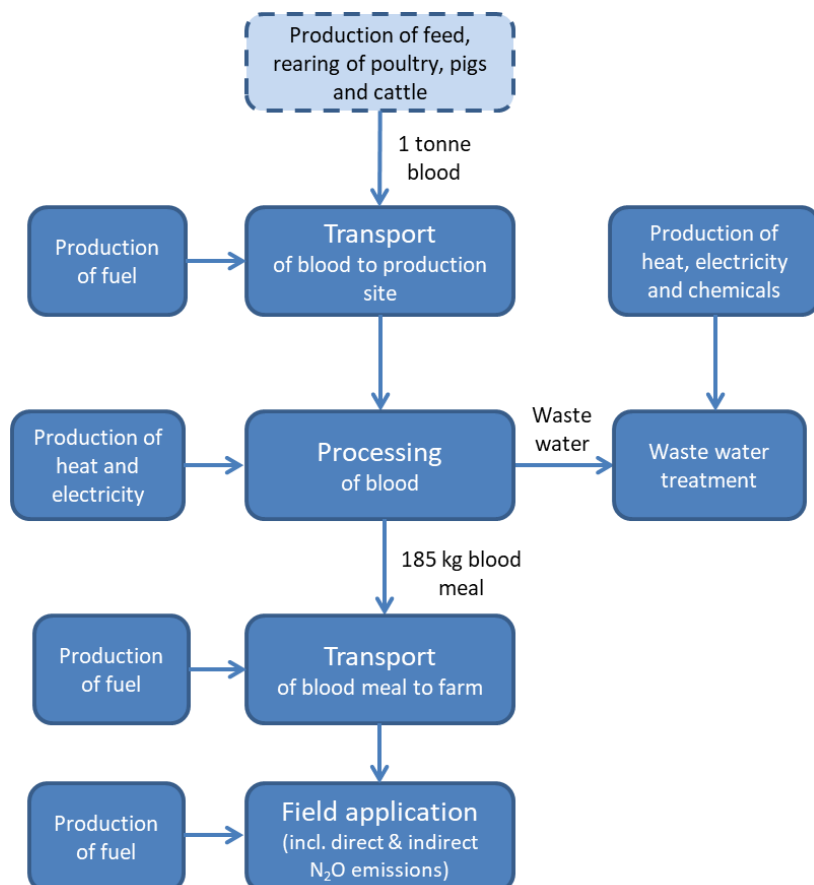 Production of feed,
rearing of poultry, pigs
and cattle
1 tonne
blood
Production
of fuel
Transport
of blood to production
site
Production of
heat, electricity
and chemicals
Production of
heat and
electricity
Processing
of blood
Waste
water
Waste water
treatment
185 kg blood
meal
Production
of fuel
Transport
of blood meal to farm
Production
of fuel
Field application
(incl. direct & indirect
N₂O emissions)